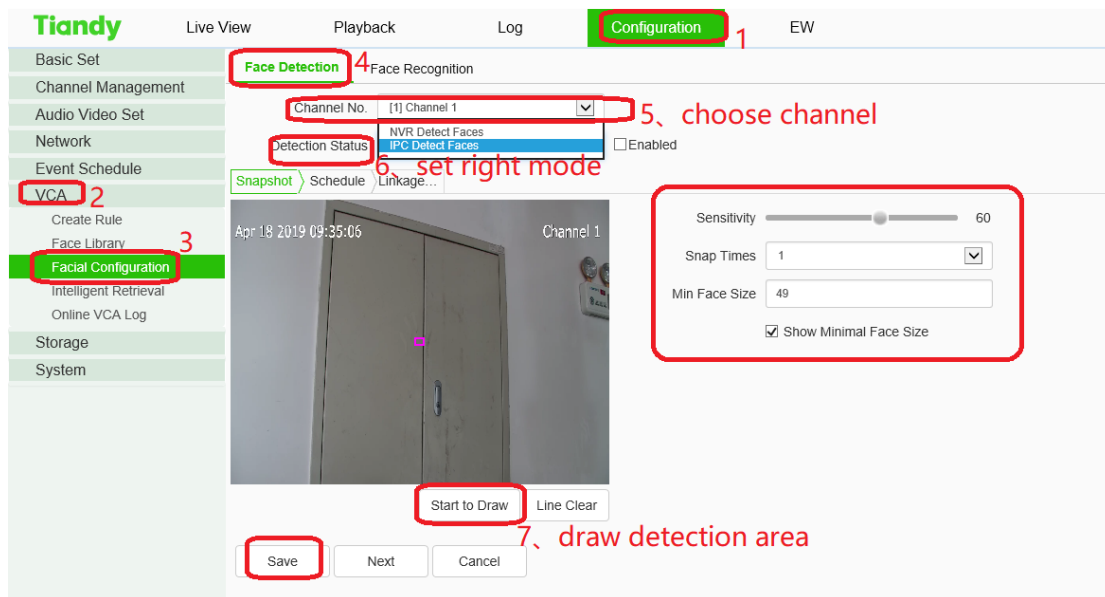 Tiandy Live View Playback Log Configuration EW
1
Basic Set
Channel Management
Audio Video Set
Network
Event Schedule
VCA 2
Create Rule
Face Library
3
Facial Configuration
Intelligent Retrieval
Online VCA Log
Storage
System
Face Detection 4 Face Recognition
Channel No. [1] Channel 1 5、choose channel
NVR Detect Faces
Detection Status IPC Detect Faces Enabled
6、set right mode
Snapshot Schedule Linkage...
Apr 18 2019 09:35:06 Channel 1
Sensitivity 60
Snap Times 1
Min Face Size 49
Show Minimal Face Size
Start to Draw Line Clear
7、draw detection area
Save Next Cancel